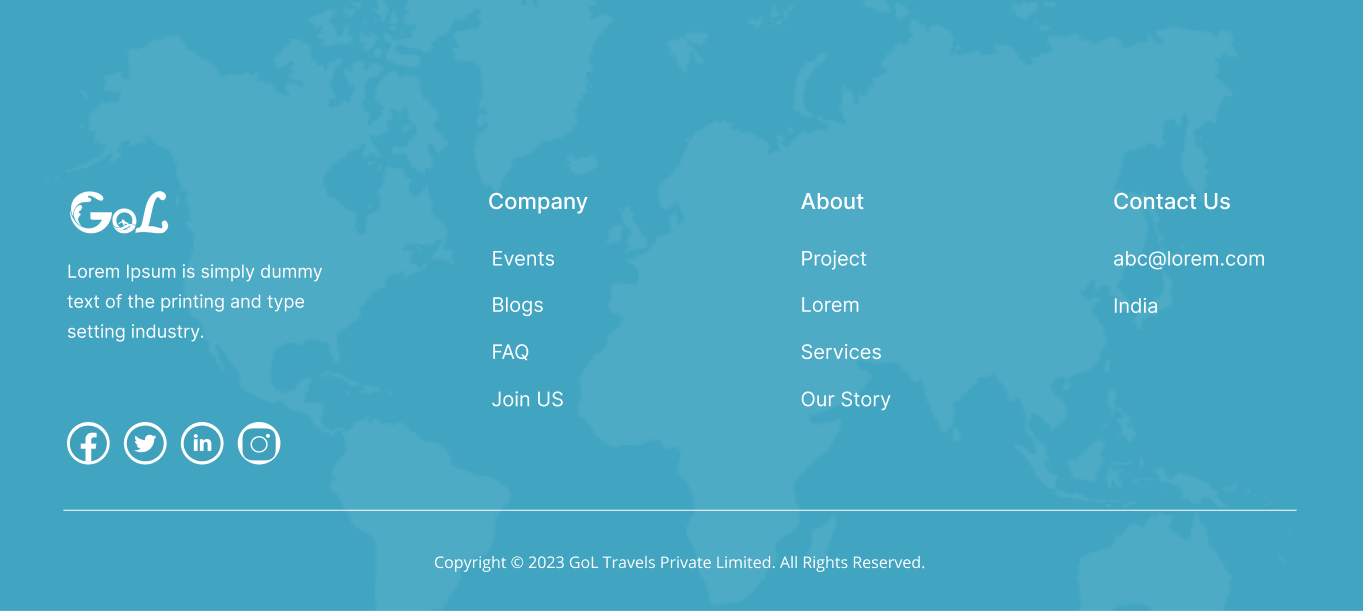 GoL
Lorem Ipsum is simply dummy
text of the printing and type
setting industry.
Company
Events
Blogs
FAQ
Join US
About
Project
Lorem
Services
Our Story
Contact Us
abc@lorem.com
India
Copyright © 2023 GoL Travels Private Limited. All Rights Reserved.